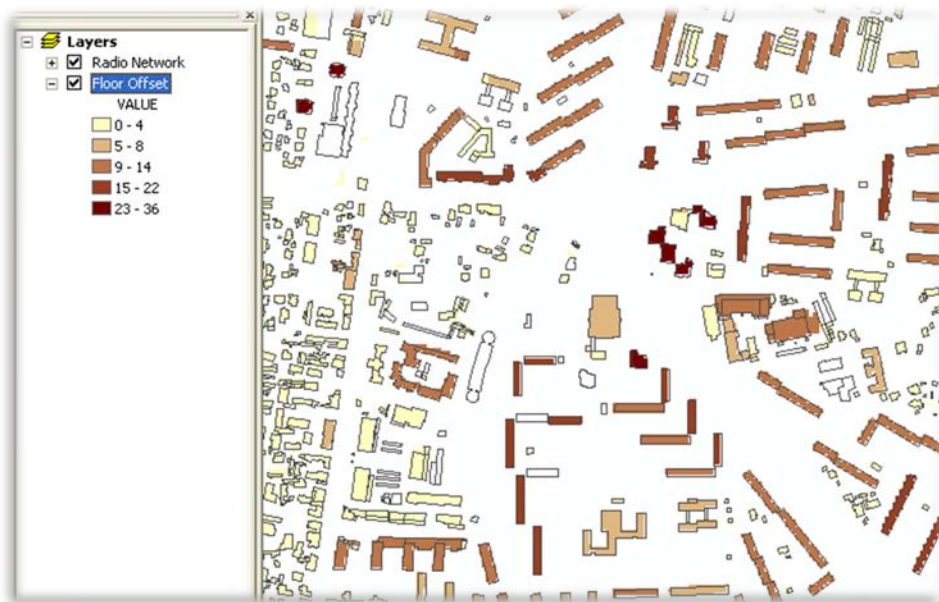 Layers
Radio Network
Floor Offset
VALUE
0 - 4
5 - 8
9 - 14
15 - 22
23 - 36